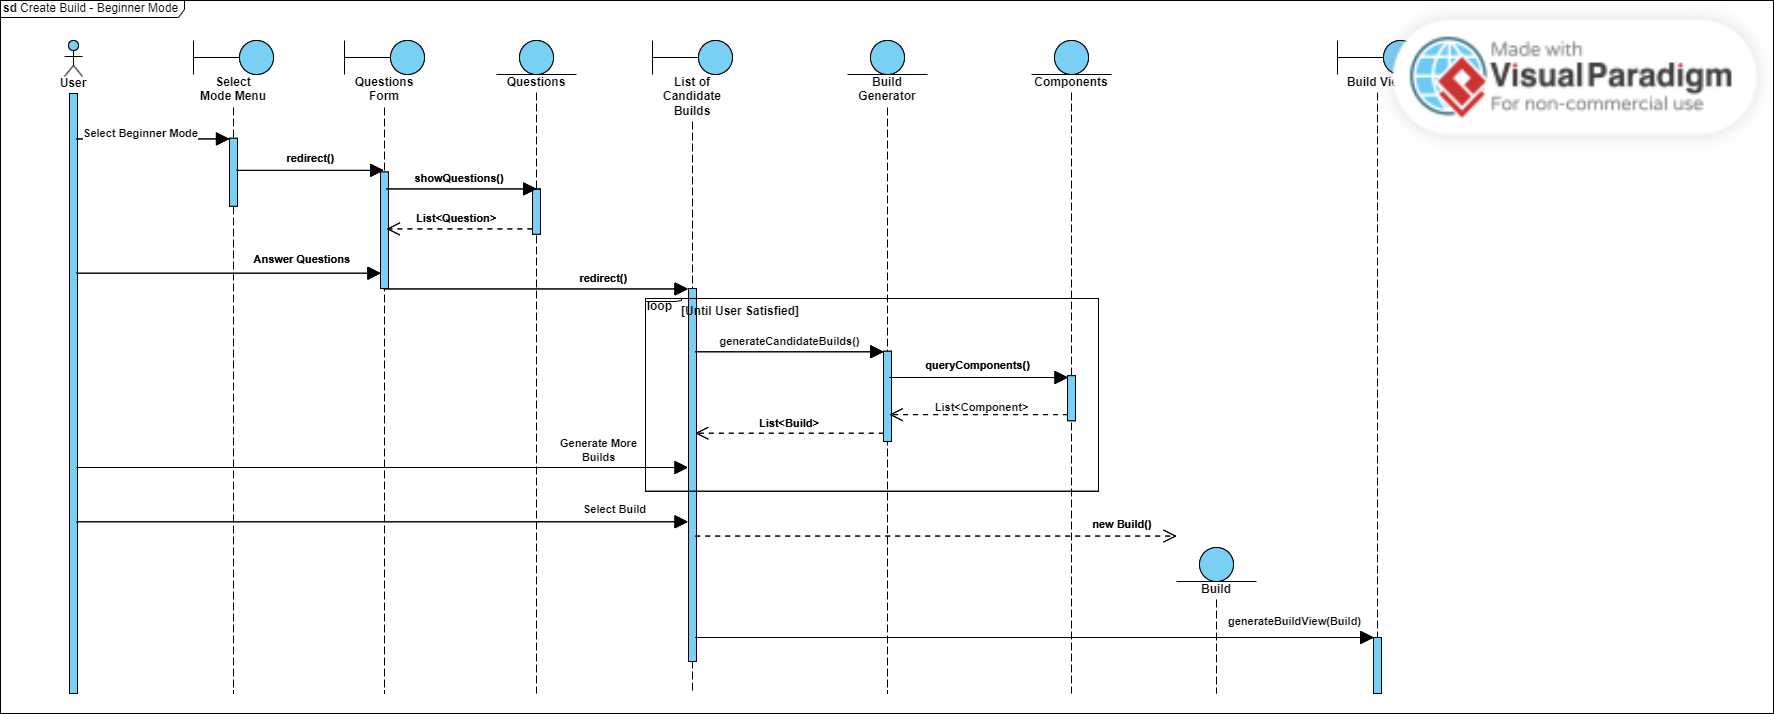 sd Create Build - Beginner Mode
User
Select
Mode Menu
Questions
Form
Questions
List of
Candidate
Builds
Build
Generator
Components
Build
Made with
Visual Paradigm
For non-commercial use
Select Beginner Mode
redirect()
showQuestions()
List<Question>
Answer Questions
redirect()
loop
[Until User Satisfied]
generateCandidateBuilds()
queryComponents()
List<Component>
List<Build>
Generate More
Builds
Select Build
new Build()
Build
generateBuildView(Build)